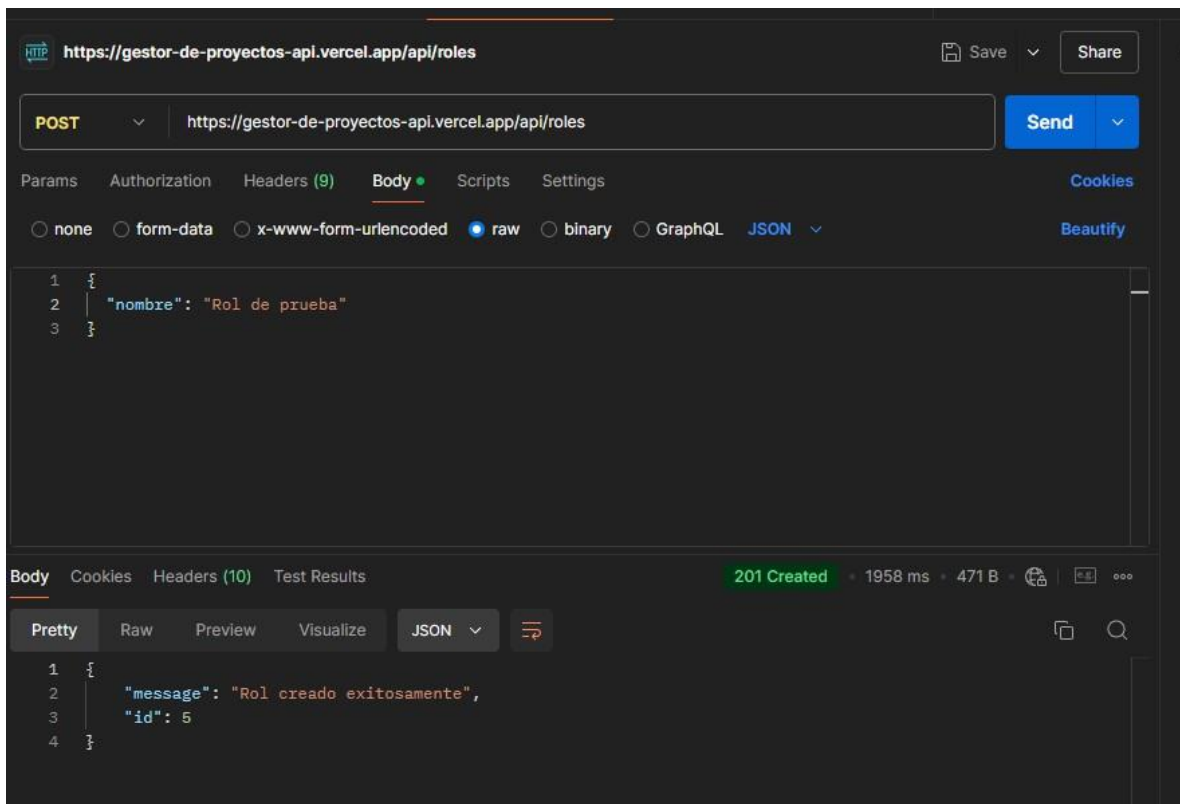 HTTP https://gestor-de-proyectos-api.vercel.app/api/roles Save Share
POST https://gestor-de-proyectos-api.vercel.app/api/roles Send
Params Authorization Headers (9) Body Scripts Settings Cookies
none form-data x-www-form-urlencoded raw binary GraphQL JSON Beautify
1 {
2 "nombre": "Rol de prueba"
3 }
Body Cookies Headers (10) Test Results 201 Created 1958 ms 471 B e.g.
Pretty Raw Preview Visualize JSON
1 {
2 "message": "Rol creado exitosamente",
3 "id": 5
4 }